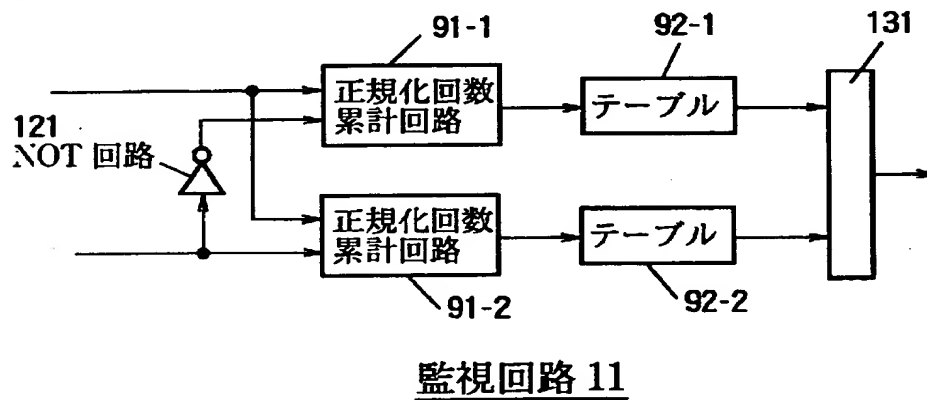 91-1
92-1
131
正規化回数
累計回路
テーブル
121
NOT 回路
正規化回数
累計回路
テーブル
91-2
92-2
監視回路 11